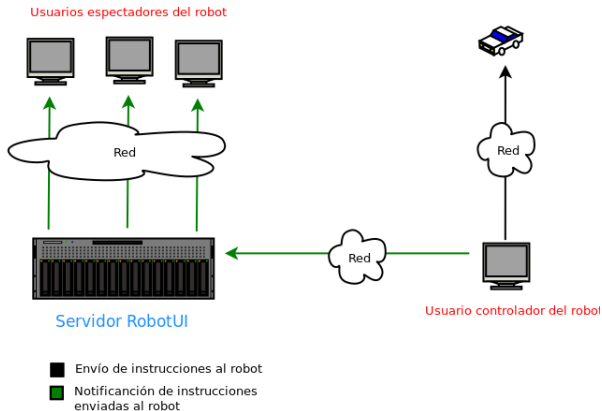 Usuarios espectadores del robot
Red
Red
Red
Servidor RobotUI
Usuario controlador del robot
Envío de instrucciones al robot
Notificanción de instrucciones
enviadas al robot